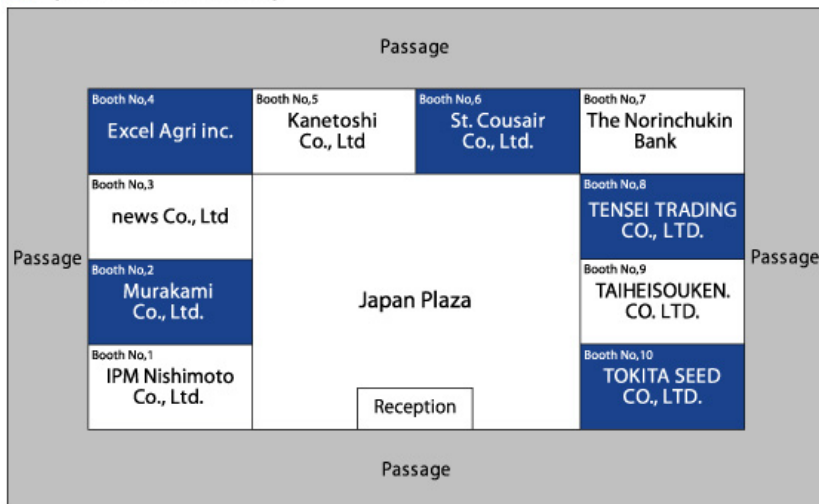 Passage
Booth No,4
Excel Agri inc.
Booth No,5
Kanetoshi
Co., Ltd
Booth No,6
St. Cousair
Co., Ltd.
Booth No,7
The Norinchukin
Bank
Booth No,3
news Co., Ltd
Booth No,8
TENSEI TRADING
CO., LTD.
Passage
Passage
Booth No,2
Murakami
Co., Ltd.
Japan Plaza
Booth No,9
TAIHEISOUKEN.
CO. LTD.
Booth No,1
IPM Nishimoto
Co., Ltd.
Reception
Booth No,10
TOKITA SEED
CO., LTD.
Passage